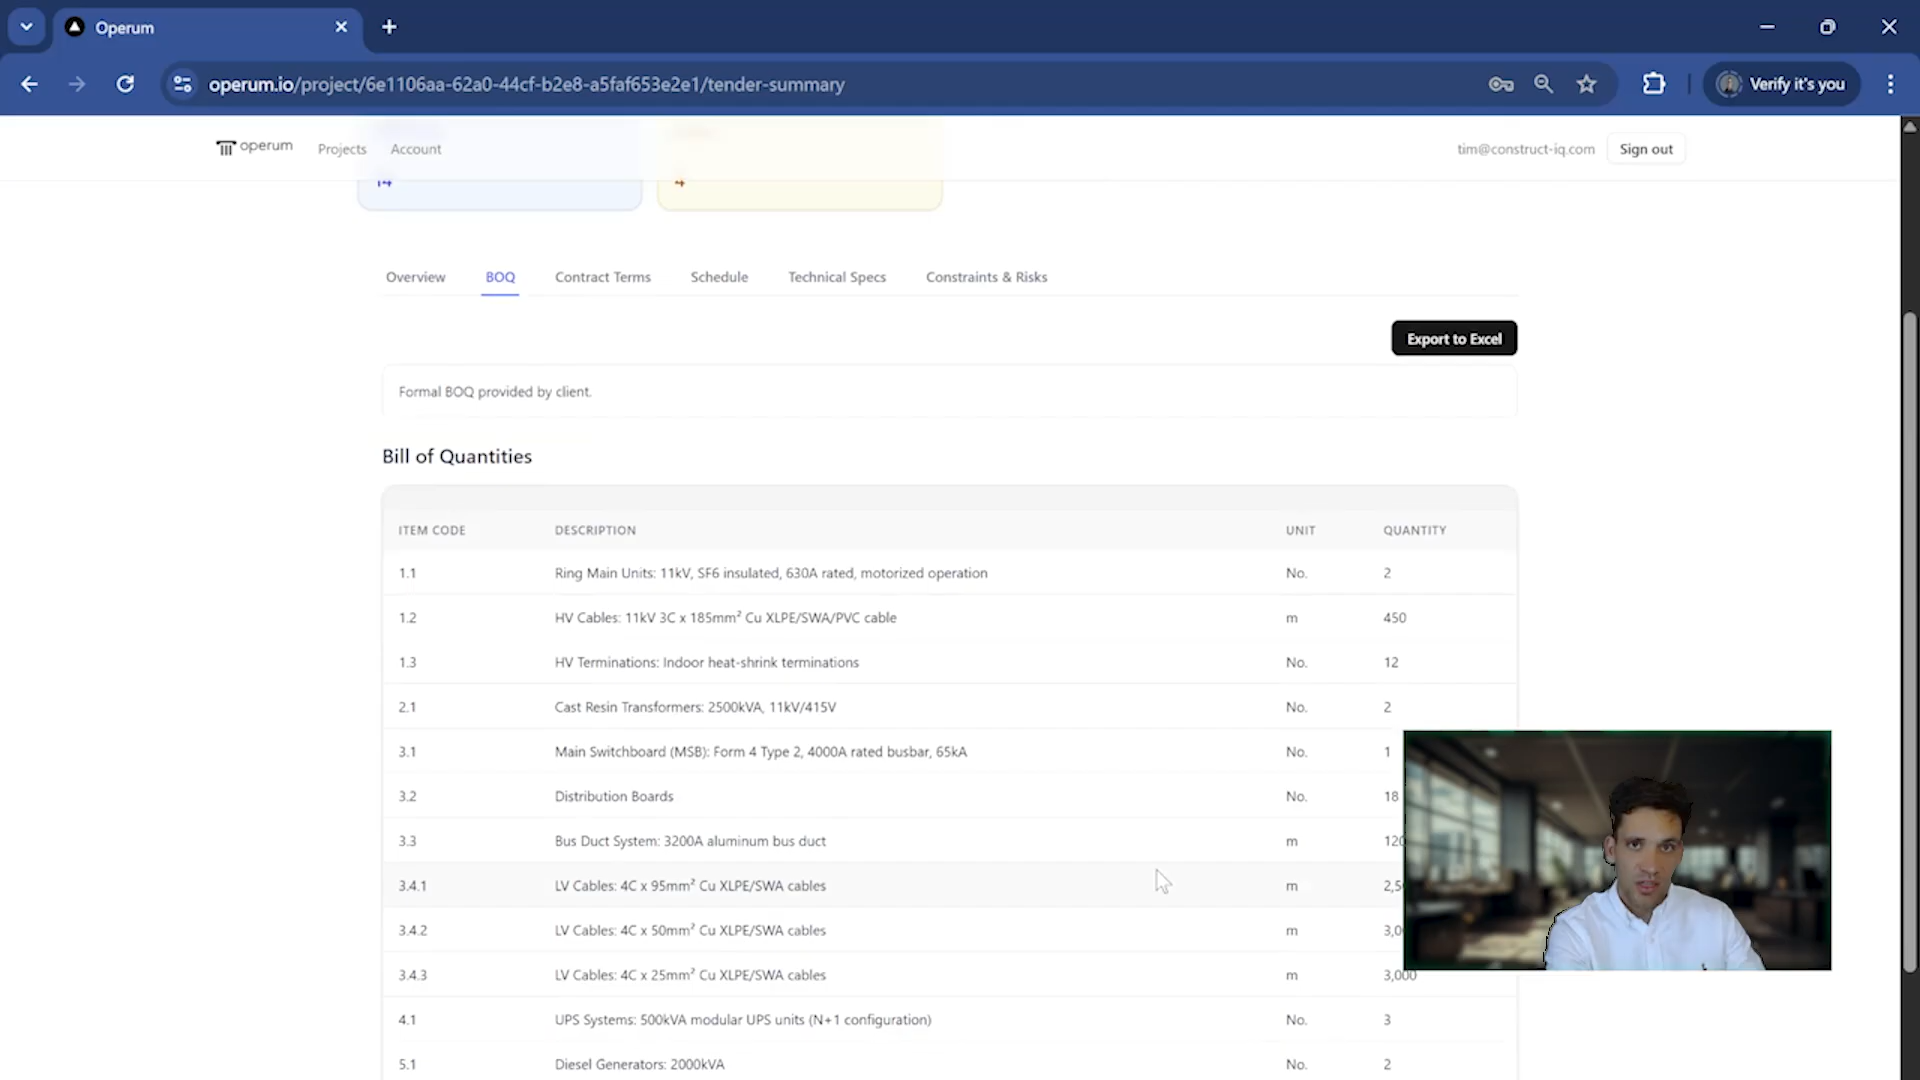 Operum
operum.io/project/6e1106aa-62a0-44cf-b2e8-a5faf653e2e1/tender-summary
Verify it's you
operum
Projects
Account
tim@construct-iq.com
Sign out
14
4
Overview
BOQ
Contract Terms
Schedule
Technical Specs
Constraints & Risks
Export to Excel
Formal BOQ provided by client.
Bill of Quantities
ITEM CODE DESCRIPTION UNIT QUANTITY
1.1 Ring Main Units: 11kV, SF6 insulated, 630A rated, motorized operation No. 2
1.2 HV Cables: 11kV 3C x 185mm² Cu XLPE/SWA/PVC cable m 450
1.3 HV Terminations: Indoor heat-shrink terminations No. 12
2.1 Cast Resin Transformers: 2500kVA, 11kV/415V No. 2
3.1 Main Switchboard (MSB): Form 4 Type 2, 4000A rated busbar, 65kA No. 1
3.2 Distribution Boards No. 18
3.3 Bus Duct System: 3200A aluminum bus duct m 120
3.4.1 LV Cables: 4C x 95mm² Cu XLPE/SWA cables m 2,5
3.4.2 LV Cables: 4C x 50mm² Cu XLPE/SWA cables m 3,0
3.4.3 LV Cables: 4C x 25mm² Cu XLPE/SWA cables m 3,000
4.1 UPS Systems: 500kVA modular UPS units (N+1 configuration) No. 3
5.1 Diesel Generators: 2000kVA No. 2